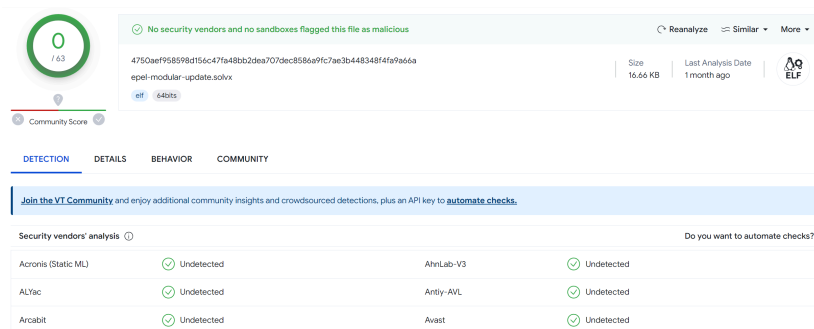 0
/ 63
Community Score
No security vendors and no sandboxes flagged this file as malicious
Reanalyze
Similar
More
4750aef958598d156c47fa48bb2dea707dec8586a9fc7ae3b448348f4fa9a66a
epel-modular-update.solvx
elf
64bits
Size
16.66 KB
Last Analysis Date
1 month ago
ELF
DETECTION
DETAILS
BEHAVIOR
COMMUNITY
Join the VT Community and enjoy additional community insights and crowdsourced detections, plus an API key to automate checks.
Security vendors' analysis
Do you want to automate checks?
Acronis (Static ML)
Undetected
AhnLab-V3
Undetected
ALYac
Undetected
Antiy-AVL
Undetected
Arcabit
Undetected
Avast
Undetected